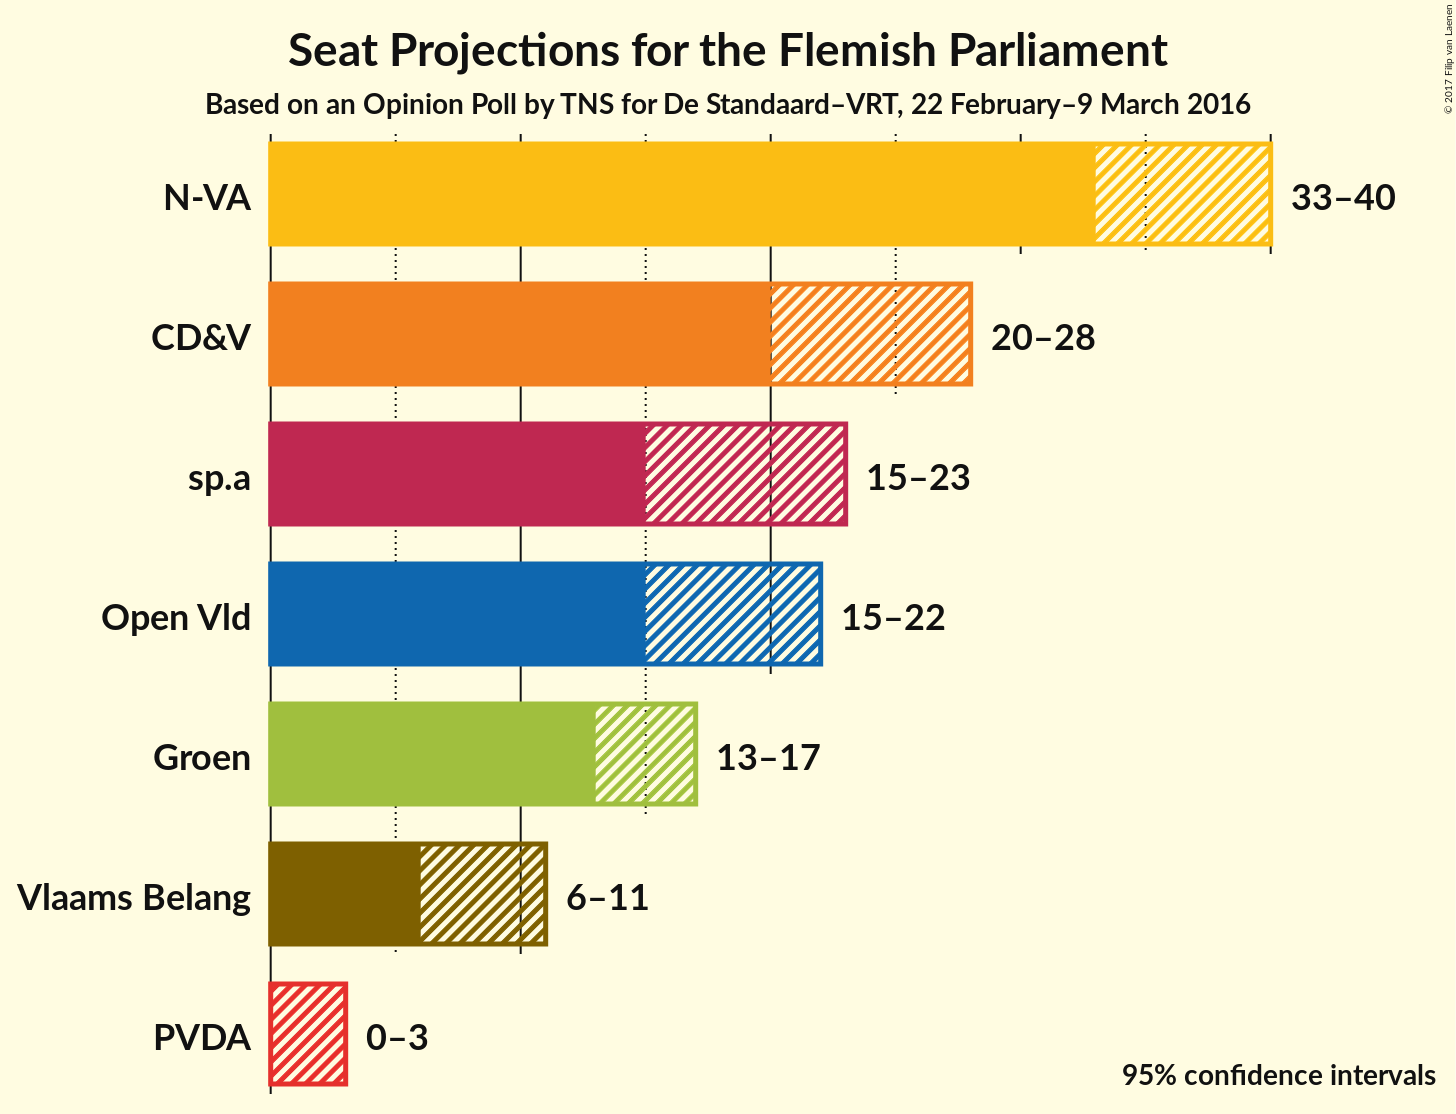 Seat Projections for the Flemish Parliament
Based on an Opinion Poll by TNS for De Standaard–VRT, 22 February–9 March 2016
© 2017 Filip van Laenen
N-VA 33–40
CD&V 20–28
sp.a 15–23
Open Vld 15–22
Groen 13–17
Vlaams Belang 6–11
PVDA 0–3
95% confidence intervals